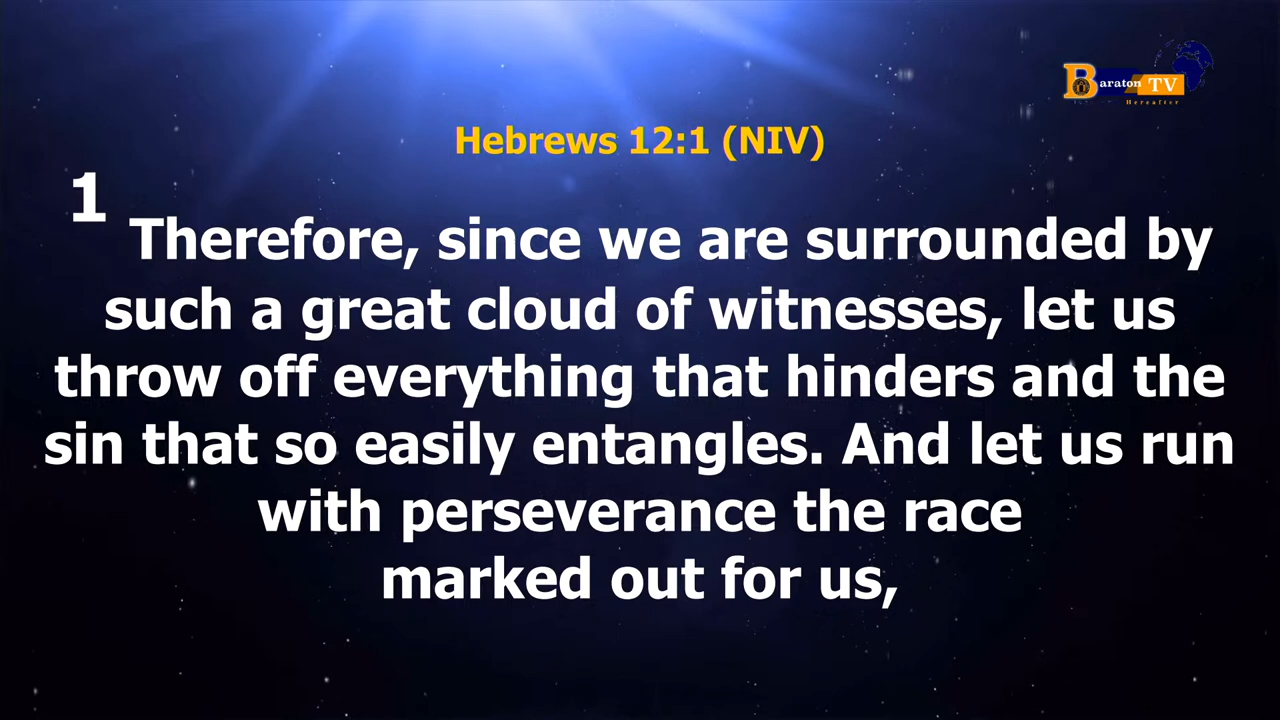 Baraton TV
Hereafter
Hebrews 12:1 (NIV)
1 Therefore, since we are surrounded by
such a great cloud of witnesses, let us
throw off everything that hinders and the
sin that so easily entangles. And let us run
with perseverance the race
marked out for us,